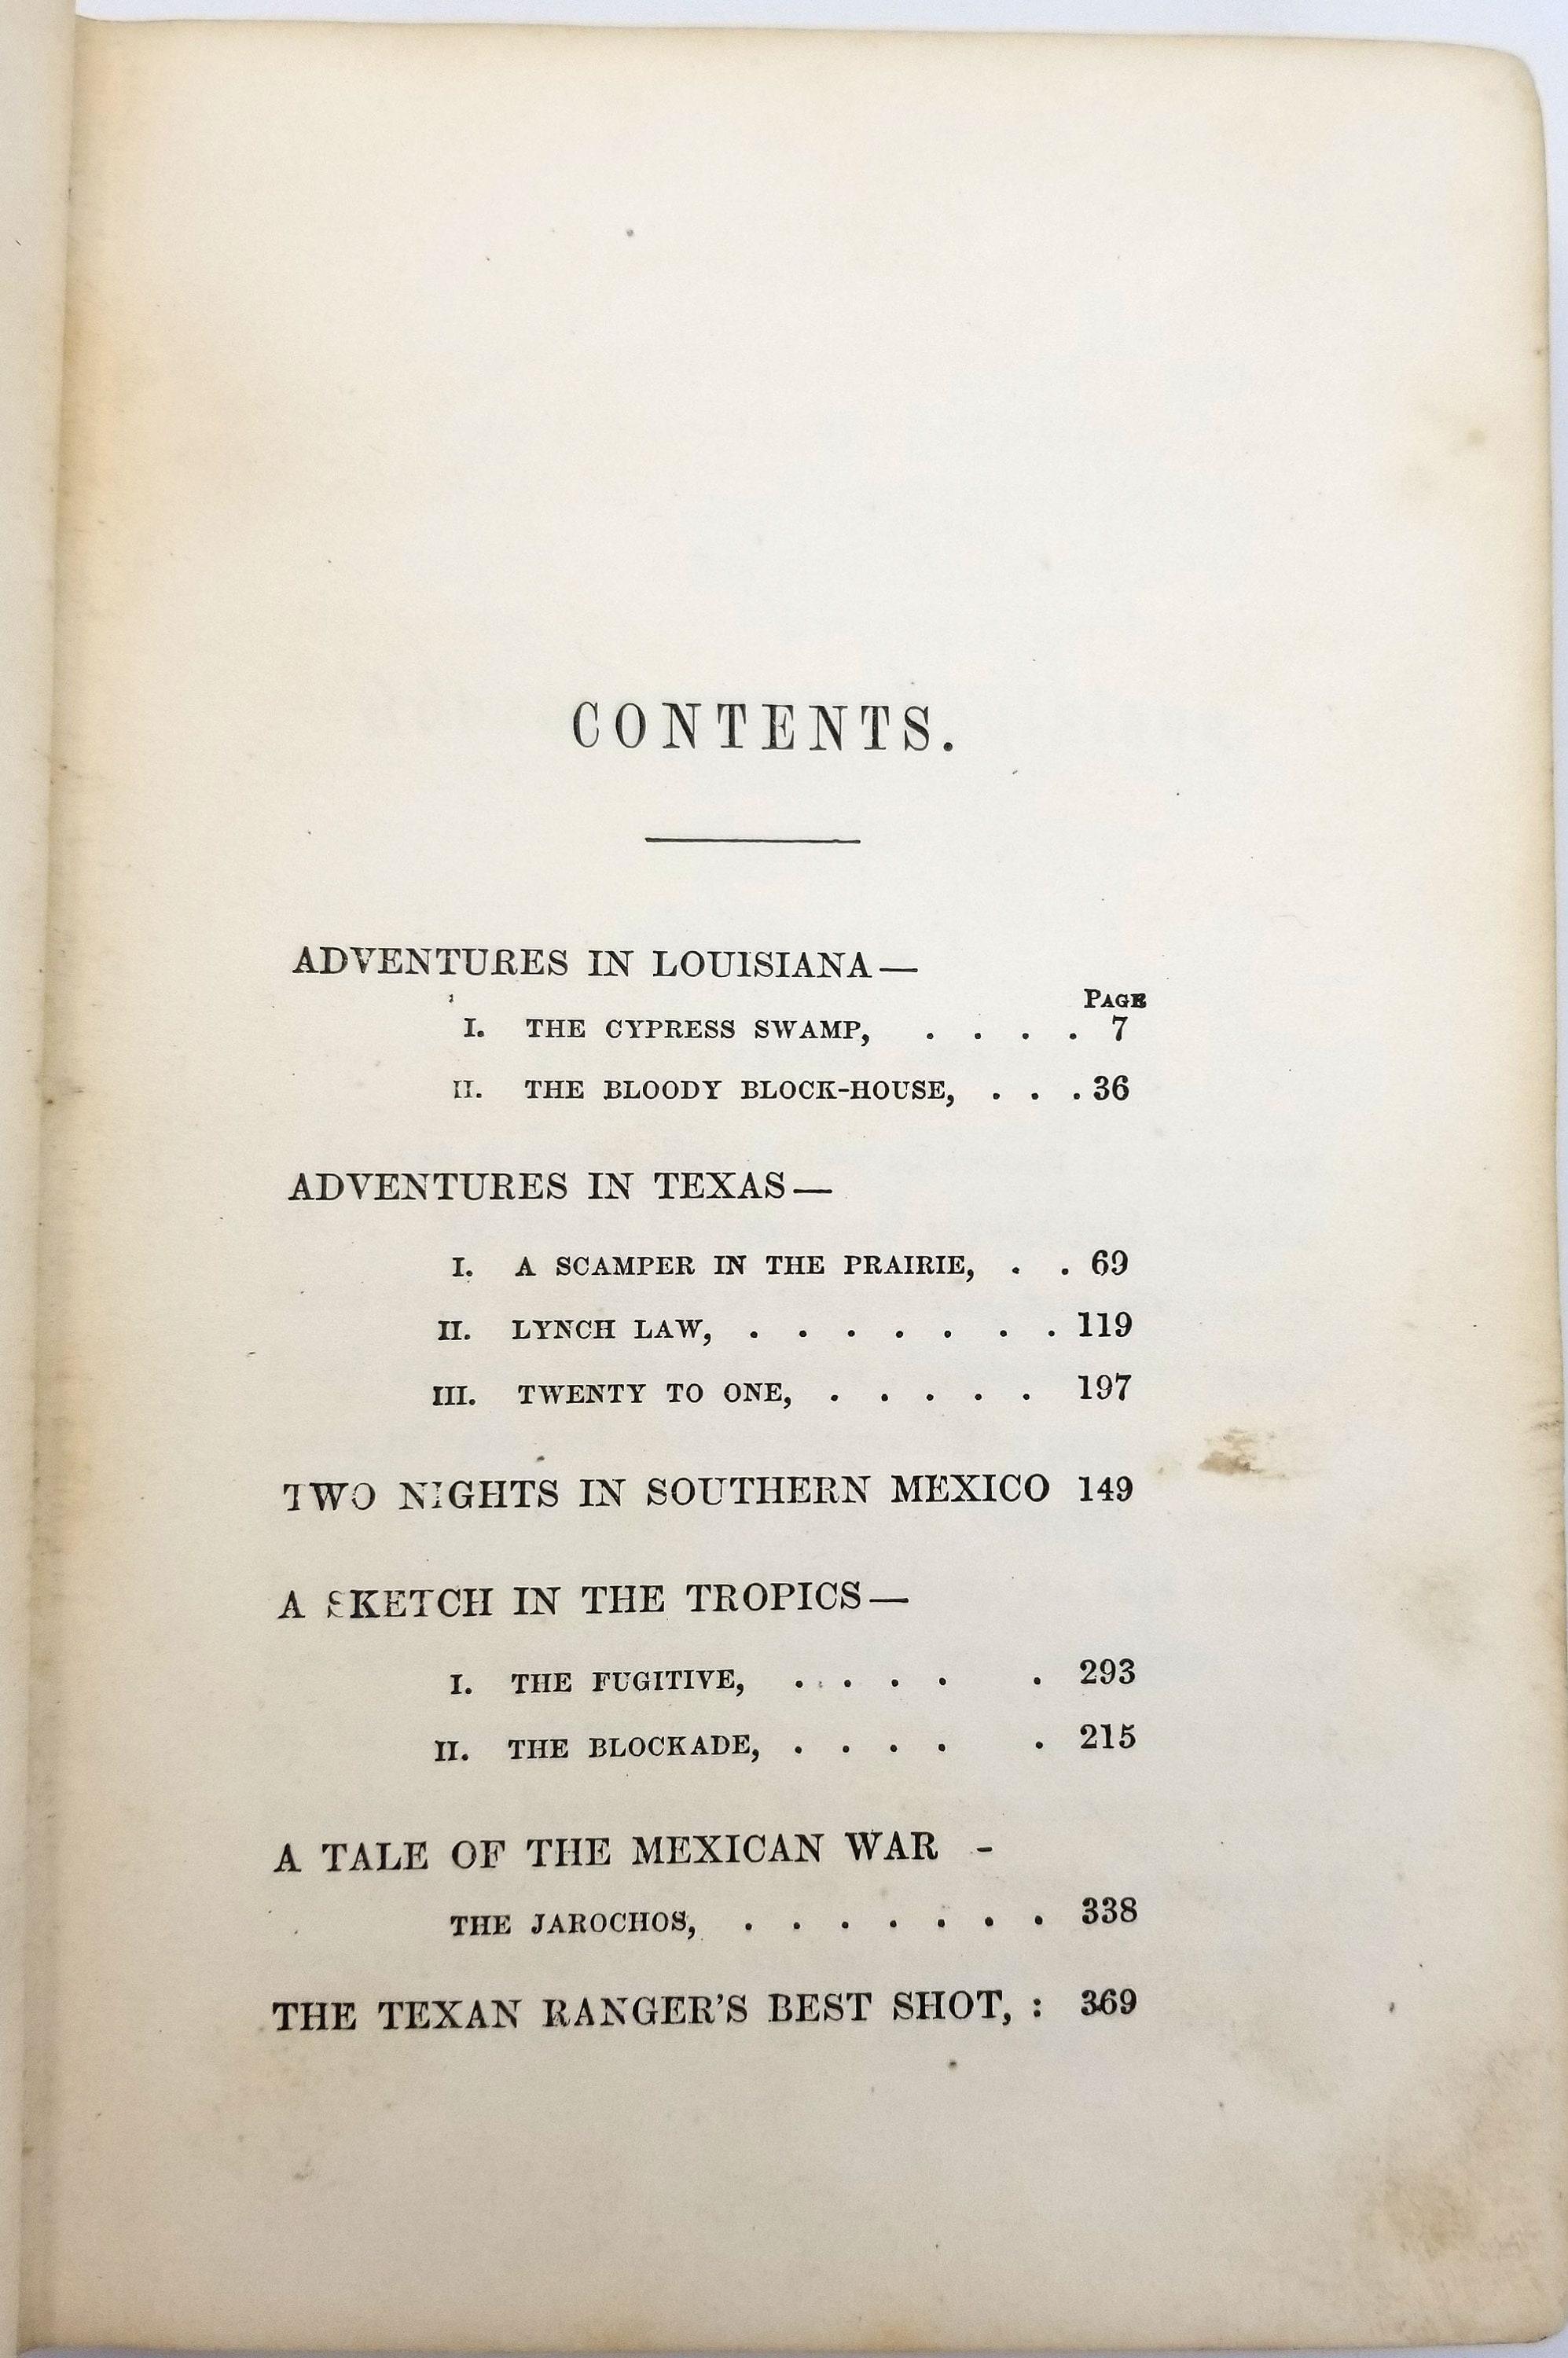 CONTENTS.
ADVENTURES IN LOUISIANA—
PAGE
I. THE CYPRESS SWAMP, . . . . 7
II. THE BLOODY BLOCK-HOUSE, . . . 36
ADVENTURES IN TEXAS—
I. A SCAMPER IN THE PRAIRIE, . . 69
II. LYNCH LAW, . . . . . . . 119
III. TWENTY TO ONE, . . . . . 197
TWO NIGHTS IN SOUTHERN MEXICO 149
A SKETCH IN THE TROPICS—
I. THE FUGITIVE, . . . . . 293
II. THE BLOCKADE, . . . . . 215
A TALE OF THE MEXICAN WAR -
THE JAROCHOS, . . . . . . . 338
THE TEXAN RANGER'S BEST SHOT, : 369